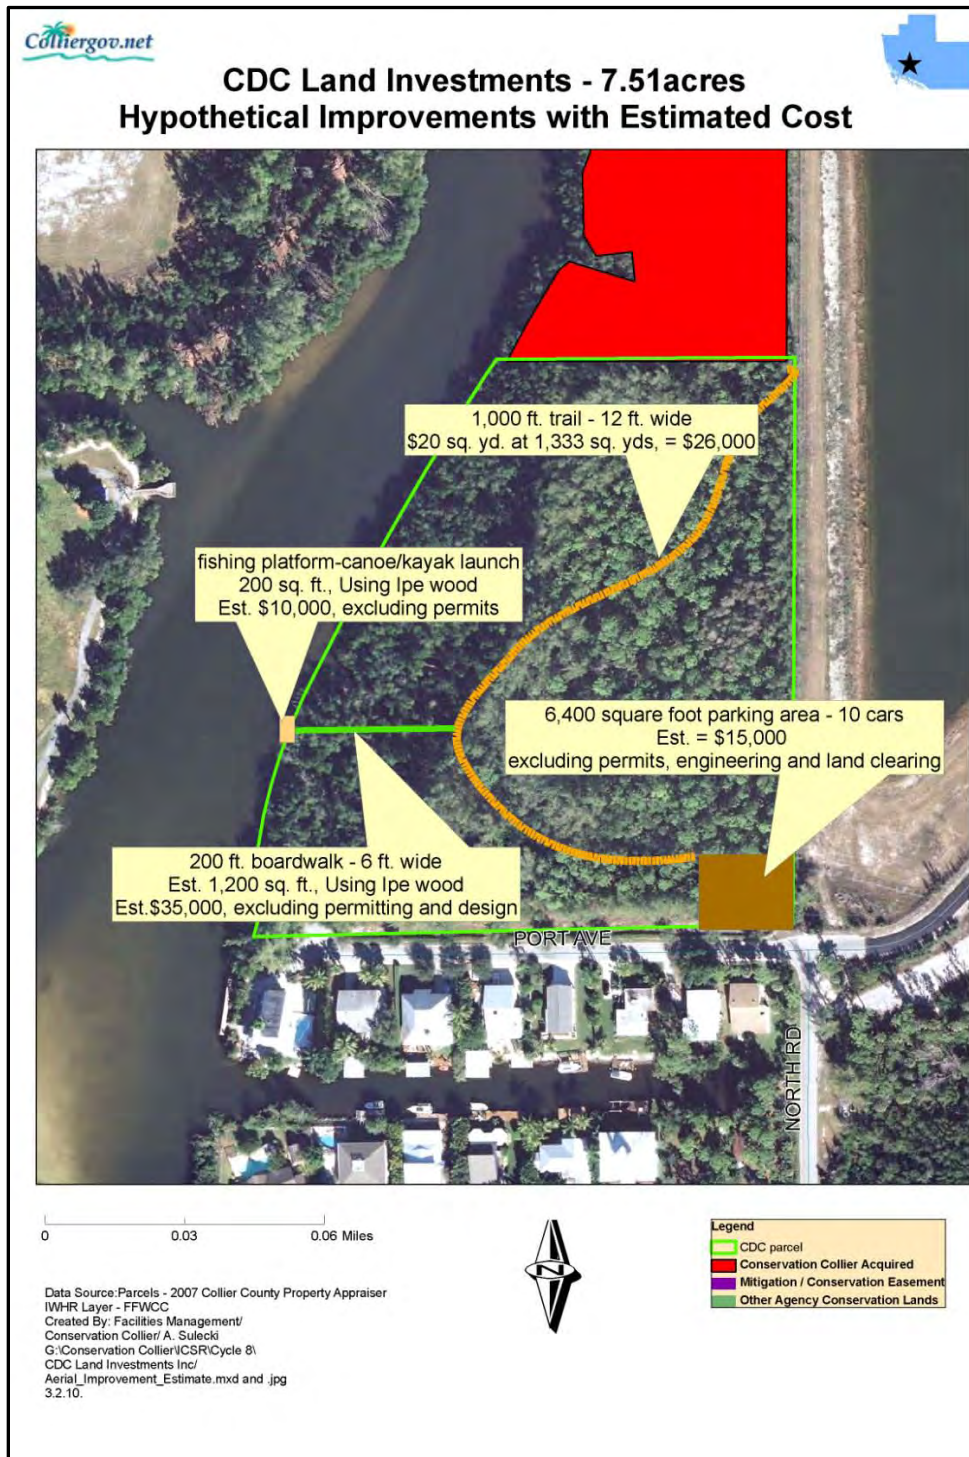 Colliergov.net
CDC Land Investments - 7.51acres
Hypothetical Improvements with Estimated Cost
1,000 ft. trail - 12 ft. wide
$20 sq. yd. at 1,333 sq. yds, = $26,000
fishing platform-canoe/kayak launch
200 sq. ft., Using Ipe wood
Est. $10,000, excluding permits
6,400 square foot parking area - 10 cars
Est. = $15,000
excluding permits, engineering and land clearing
200 ft. boardwalk - 6 ft. wide
Est. 1,200 sq. ft., Using Ipe wood
Est.$35,000, excluding permitting and design
PORT AVE
NORTH RD
0 0.03 0.06 Miles
N
Legend
CDC parcel
Conservation Collier Acquired
Mitigation / Conservation Easement
Other Agency Conservation Lands
Data Source:Parcels - 2007 Collier County Property Appraiser
IWHR Layer - FFWCC
Created By: Facilities Management/
Conservation Collier/ A. Sulecki
G:\Conservation Collier\ICSR\Cycle 8\
CDC Land Investments Inc/
Aerial_Improvement_Estimate.mxd and .jpg
3.2.10.